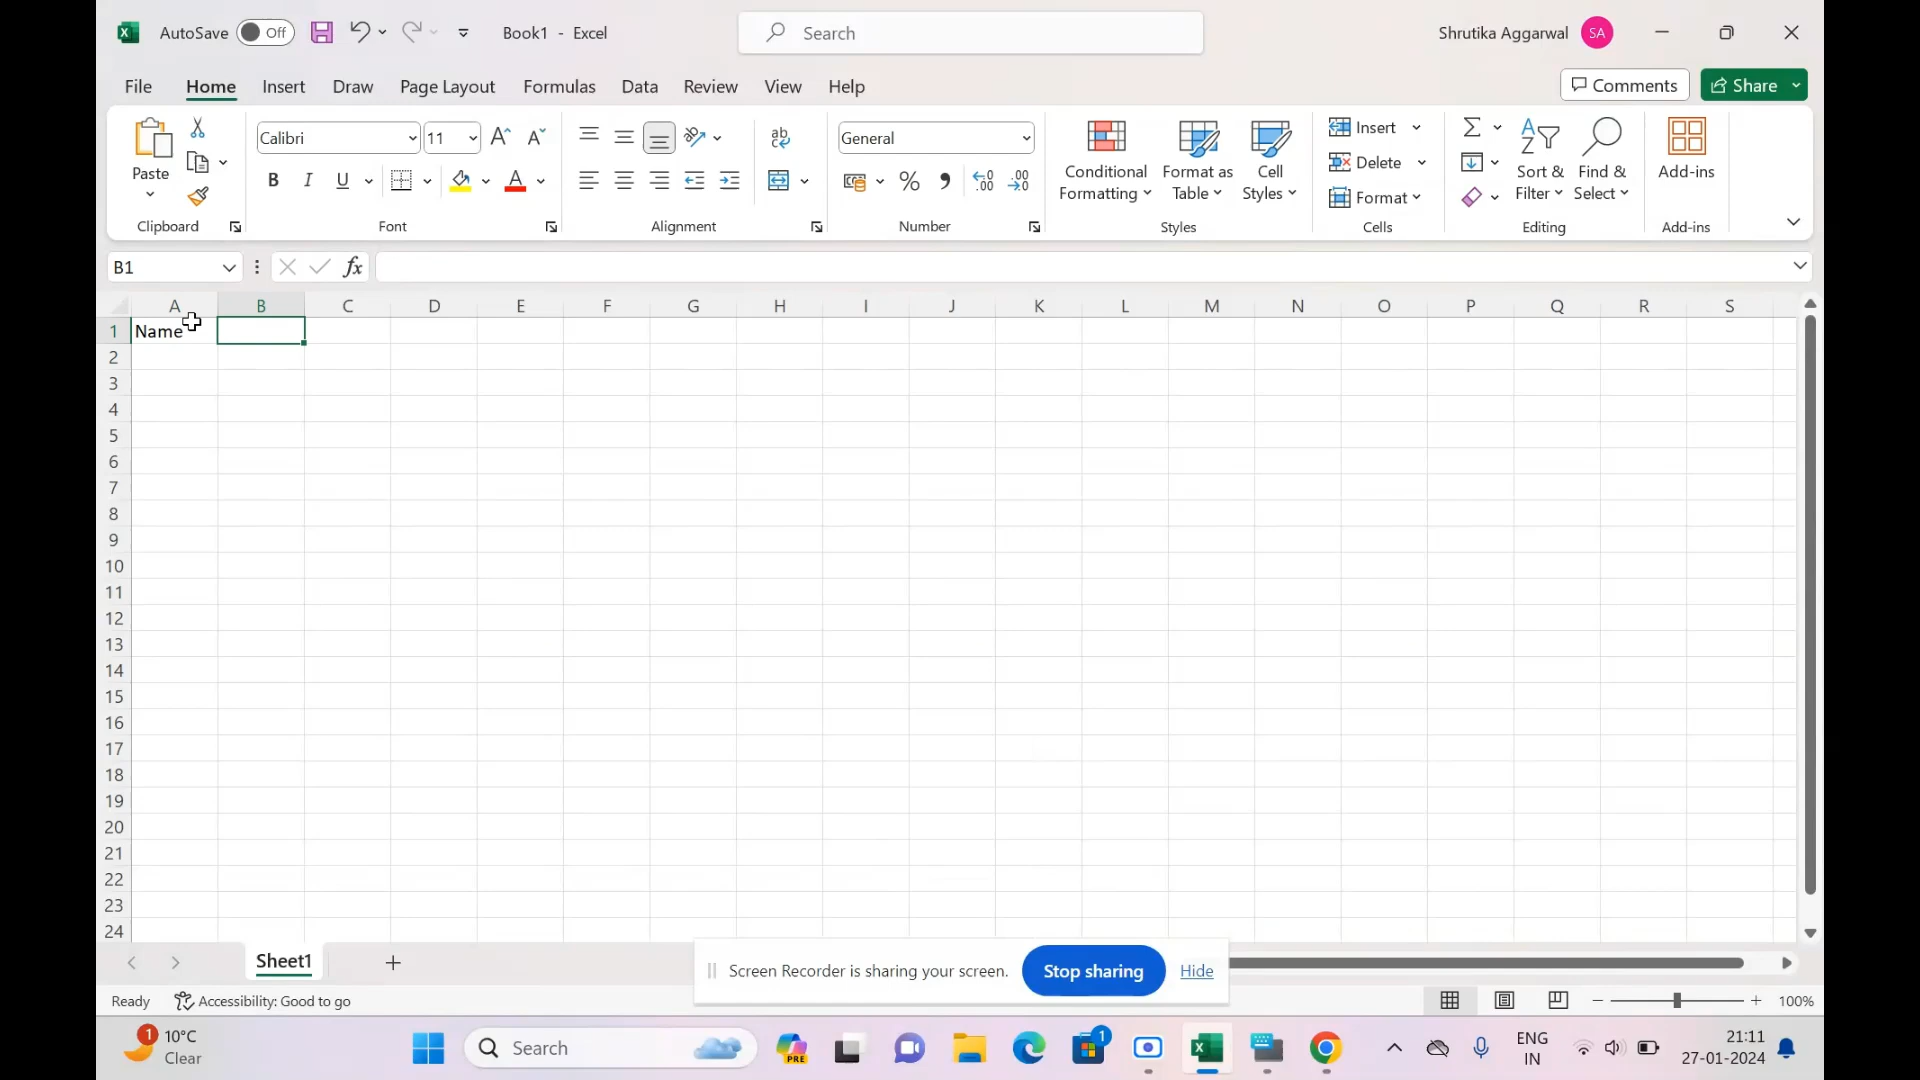 AutoSave Off Book1 - Excel Search Shrutika Aggarwal SA
File Home Insert Draw Page Layout Formulas Data Review View Help Comments Share
Calibri 11 ab General Insert
Paste Conditional Format as Cell Delete Sort & Find & Add-ins
B I U A % Formatting Table Styles Format Filter Select
Clipboard Font Alignment Number Styles Cells Editing Add-ins
B1 fx
A B C D E F G H I J K L M N O P Q R S
1 Name
2
3
4
5
6
7
8
9
10
11
12
13
14
15
16
17
18
19
20
21
22
23
24
Sheet1 Screen Recorder is sharing your screen. Stop sharing Hide
Ready Accessibility: Good to go 100%
1 10°C Search PRE 1 ENG 21:11
Clear IN 27-01-2024